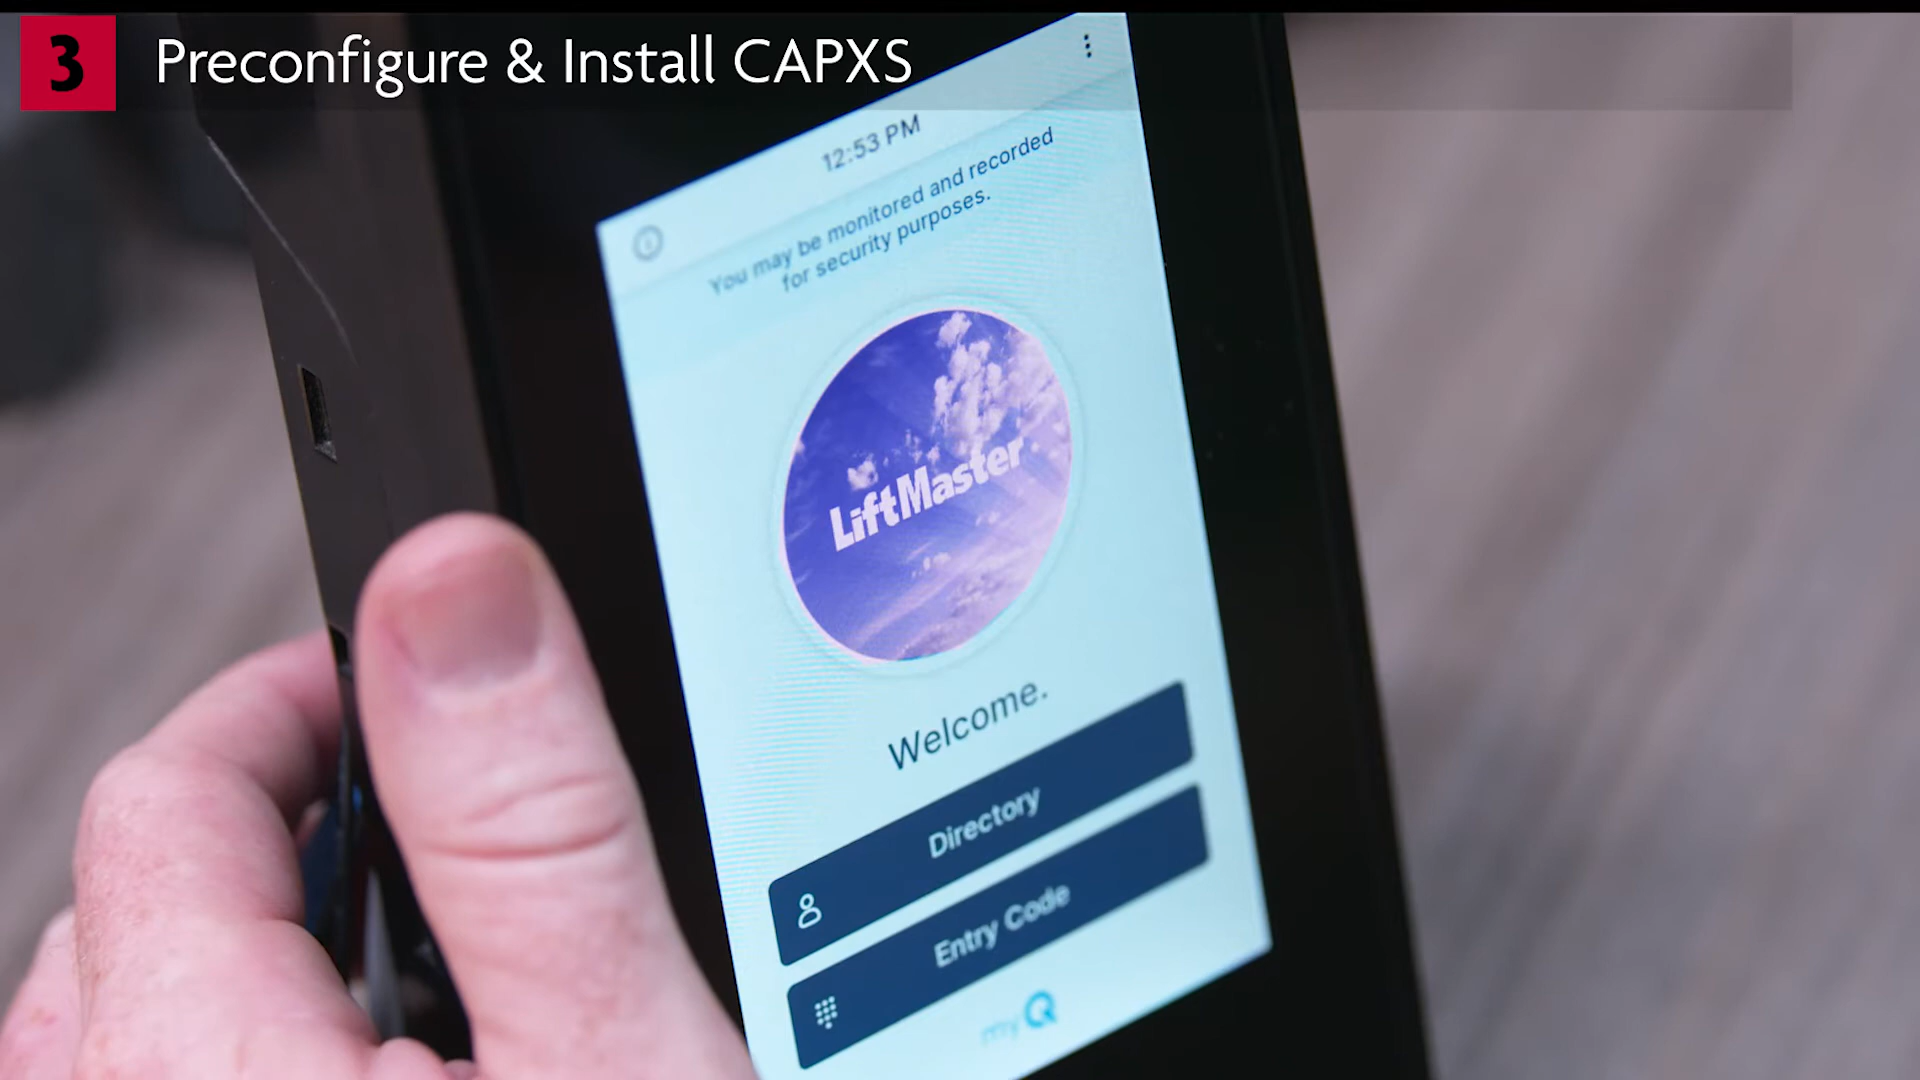 3 Preconfigure & Install CAPXS
12:53 PM
You may be monitored and recorded
for security purposes.
LiftMaster
Welcome.
Directory
Entry Code
myQ